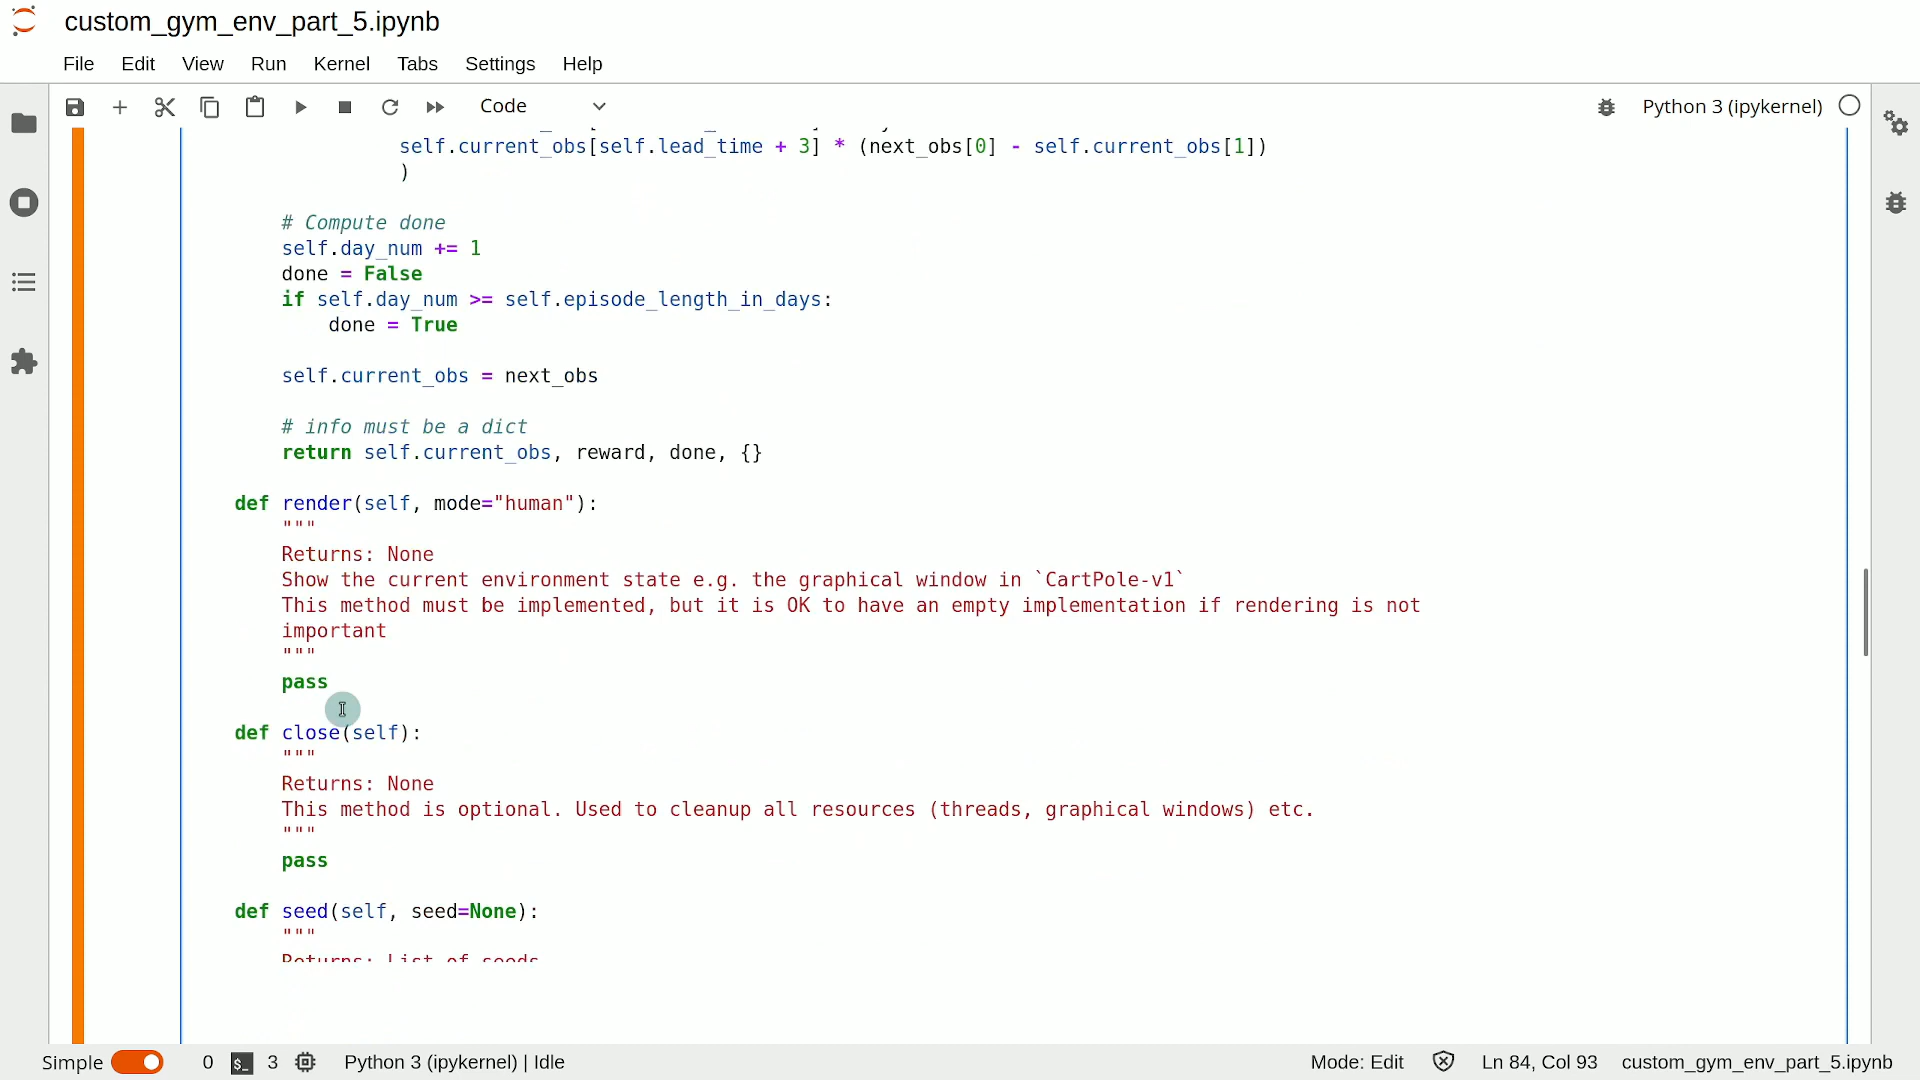 custom_gym_env_part_5.ipynb
File Edit View Run Kernel Tabs Settings Help
Code
Python 3 (ipykernel)
self.current_obs[self.lead_time + 3] * (next_obs[0] - self.current_obs[1])
)
# Compute done
self.day_num += 1
done = False
if self.day_num >= self.episode_length_in_days:
done = True
self.current_obs = next_obs
# info must be a dict
return self.current_obs, reward, done, {}
def render(self, mode="human"):
"""
Returns: None
Show the current environment state e.g. the graphical window in `CartPole-v1`
This method must be implemented, but it is OK to have an empty implementation if rendering is not
important
"""
pass
def close(self):
"""
Returns: None
This method is optional. Used to cleanup all resources (threads, graphical windows) etc.
"""
pass
def seed(self, seed=None):
"""
Returns: List of seeds
Simple 0 $_ 3 Python 3 (ipykernel) | Idle Mode: Edit Ln 84, Col 93 custom_gym_env_part_5.ipynb